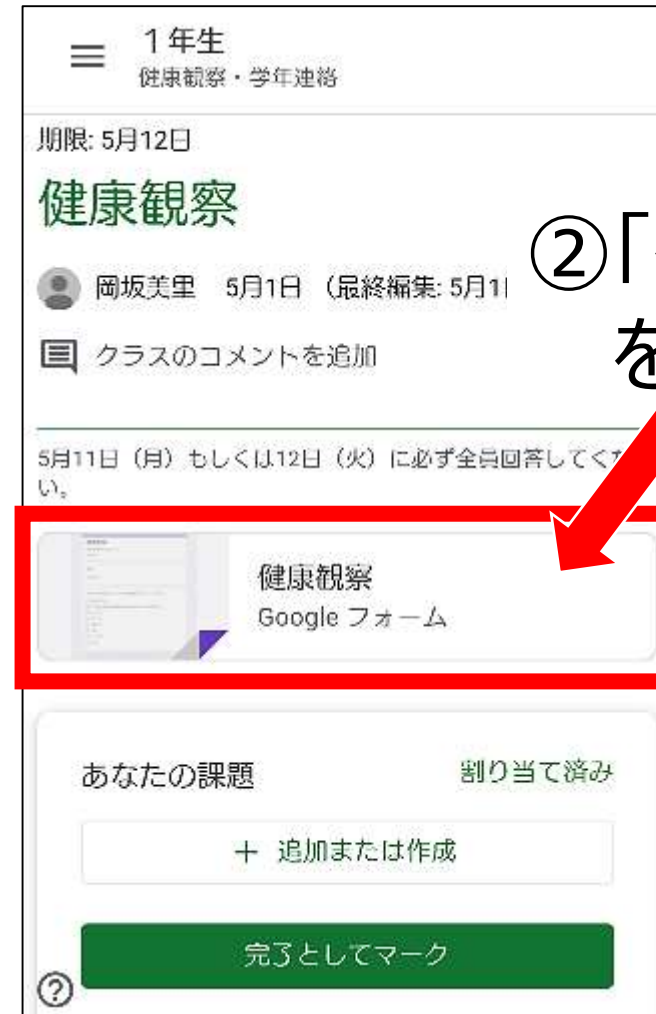 1年生
健康観察・学年連絡
期限: 5月12日
健康観察
岡坂美里 5月1日 (最終編集: 5月1
クラスのコメントを追加
②「
を
5月11日(月)もしくは12日(火)に必ず全員回答してくだ
い。
健康観察
Google フォーム
あなたの課題 割り当て済み
+ 追加または作成
完了としてマーク
?